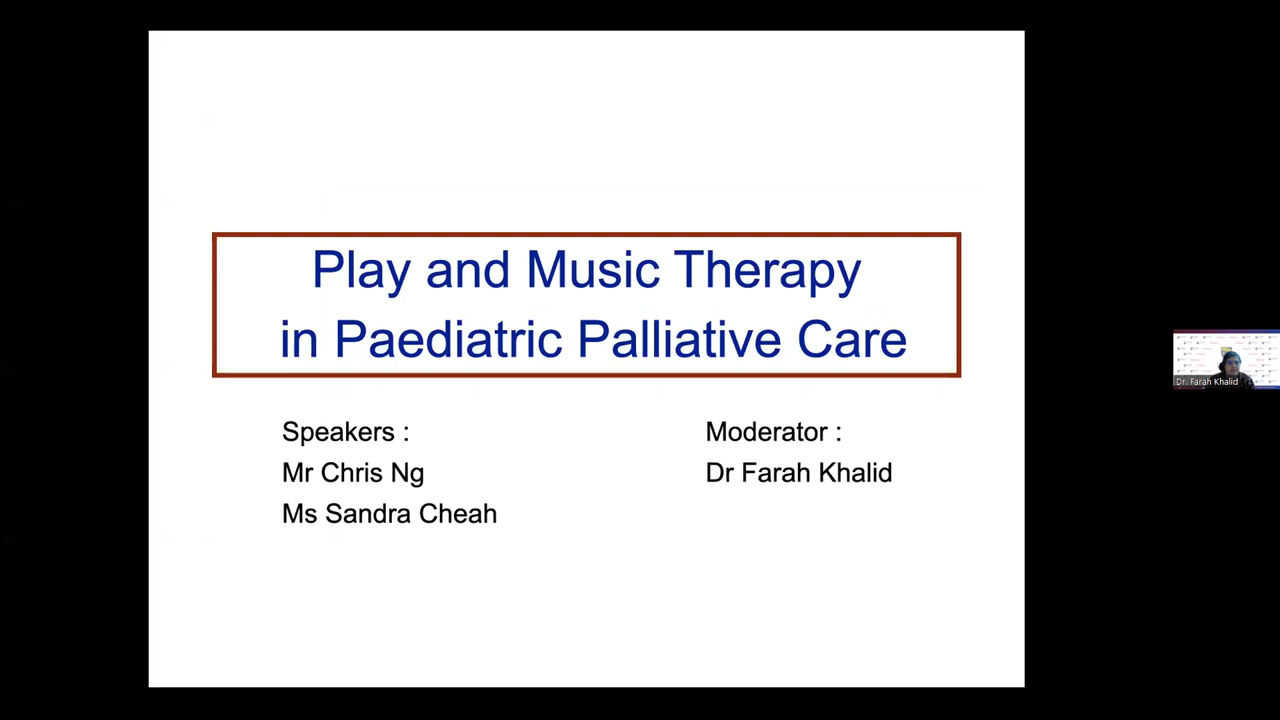 Play and Music Therapy
in Paediatric Palliative Care
Speakers :
Mr Chris Ng
Ms Sandra Cheah
Moderator :
Dr Farah Khalid
Dr. Farah Khalid